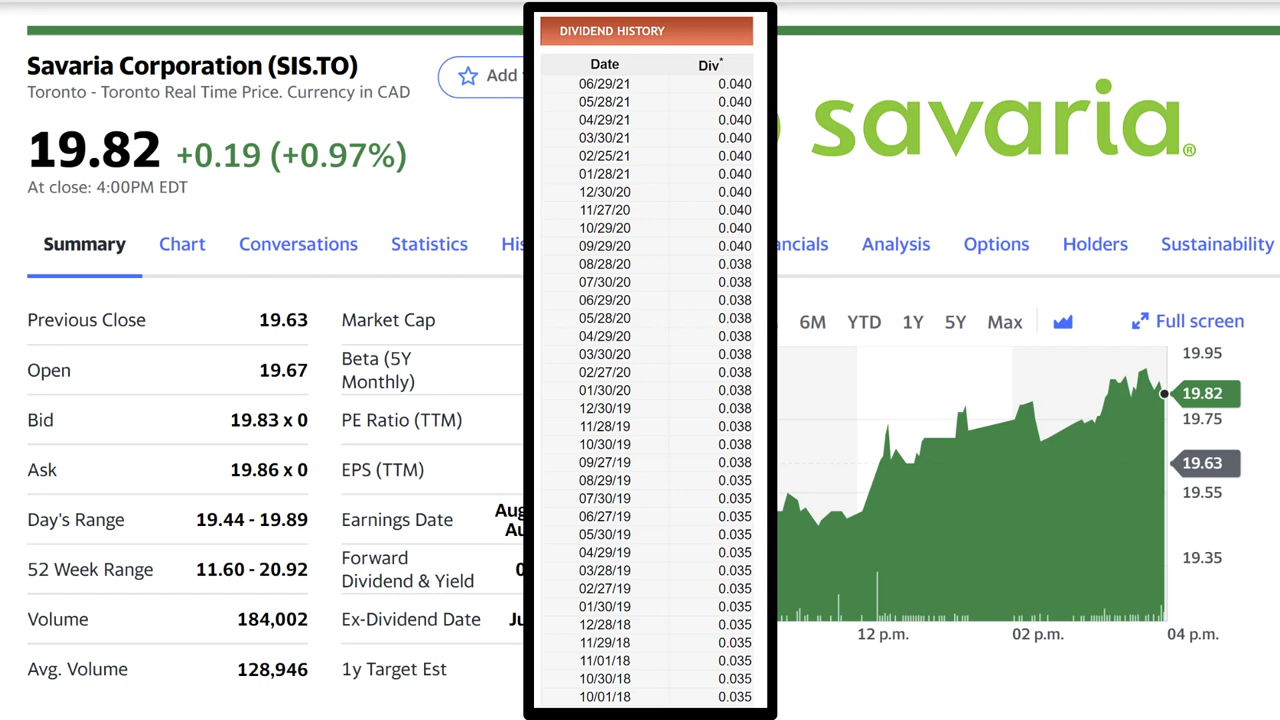 Savaria Corporation (SIS.TO)
Toronto - Toronto Real Time Price. Currency in CAD
Add
19.82 +0.19 (+0.97%)
At close: 4:00PM EDT
savaria®
Summary Chart Conversations Statistics Analysis Options Holders Sustainability
Previous Close 19.63
Open 19.67
Bid 19.83 x 0
Ask 19.86 x 0
Day's Range 19.44 - 19.89
52 Week Range 11.60 - 20.92
Volume 184,002
Avg. Volume 128,946
Market Cap
Beta (5Y
Monthly)
PE Ratio (TTM)
EPS (TTM)
Earnings Date
Forward
Dividend & Yield
Ex-Dividend Date
1y Target Est
DIVIDEND HISTORY
Date Div*
06/29/21 0.040
05/28/21 0.040
04/29/21 0.040
03/30/21 0.040
02/25/21 0.040
01/28/21 0.040
12/30/20 0.040
11/27/20 0.040
10/29/20 0.040
09/29/20 0.040
08/28/20 0.038
07/30/20 0.038
06/29/20 0.038
05/28/20 0.038
04/29/20 0.038
03/30/20 0.038
02/27/20 0.038
01/30/20 0.038
12/30/19 0.038
11/28/19 0.038
10/30/19 0.038
09/27/19 0.038
08/29/19 0.035
07/30/19 0.035
06/27/19 0.035
05/30/19 0.035
04/29/19 0.035
03/28/19 0.035
02/27/19 0.035
01/30/19 0.035
12/28/18 0.035
11/29/18 0.035
11/01/18 0.035
10/30/18 0.035
10/01/18 0.035
6M YTD 1Y 5Y Max Full screen
19.95
19.82
19.75
19.63
19.55
19.35
12 p.m. 02 p.m. 04 p.m.